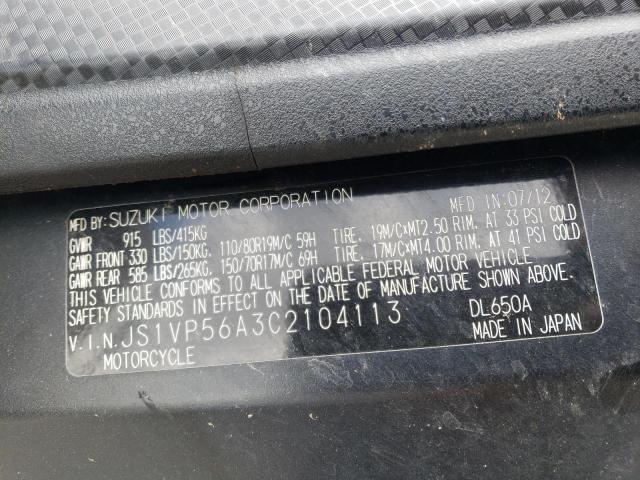 MFD BY:SUZUKI MOTOR CORPORATION MFD IN:07/12
GVWR 915 LBS/415KG
GAWR FRONT 330 LBS/150KG, 110/80R19M/C 59H TIRE, 19M/C×MT2.50 RIM, AT 33 PSI COLD
GAWR REAR 585 LBS/265KG, 150/70R17M/C 69H TIRE, 17M/C×MT4.00 RIM, AT 41 PSI COLD
THIS VEHICLE CONFORMS TO ALL APPLICABLE FEDERAL MOTOR VEHICLE
SAFETY STANDARDS IN EFFECT ON THE DATE OF MANUFACTURE SHOWN ABOVE.
V.I.N.JS1VP56A3C2104113 DL650A
MOTORCYCLE MADE IN JAPAN